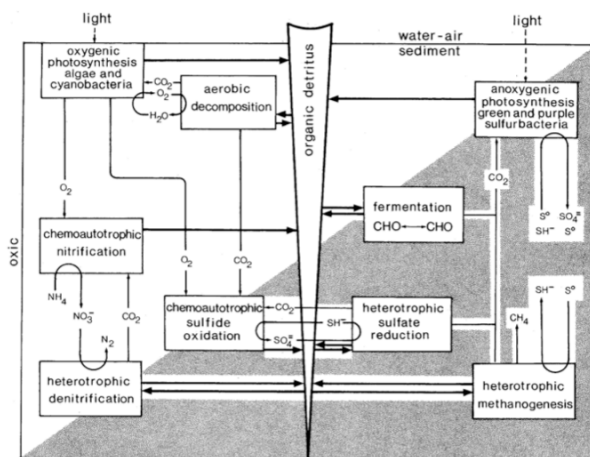 light
light
water-air
sediment
oxygenic
photosynthesis
algae and
cyanobacteria
CO₂
O₂
H₂O
aerobic
decomposition
organic detritus
anoxygenic
photosynthesis
green and purple
sulfurbacteria
oxic
O₂
O₂
CO₂
CO₂
S° SO₄⁼
SH⁻ S°
fermentation
CHO CHO
chemoautotrophic
nitrification
NH₄
NO₃⁻
N₂
CO₂
chemoautotrophic
sulfide
oxidation
CO₂
SH⁻
SO₄⁼
heterotrophic
sulfate
reduction
CH₄
SH⁻ S°
heterotrophic
denitrification
heterotrophic
methanogenesis